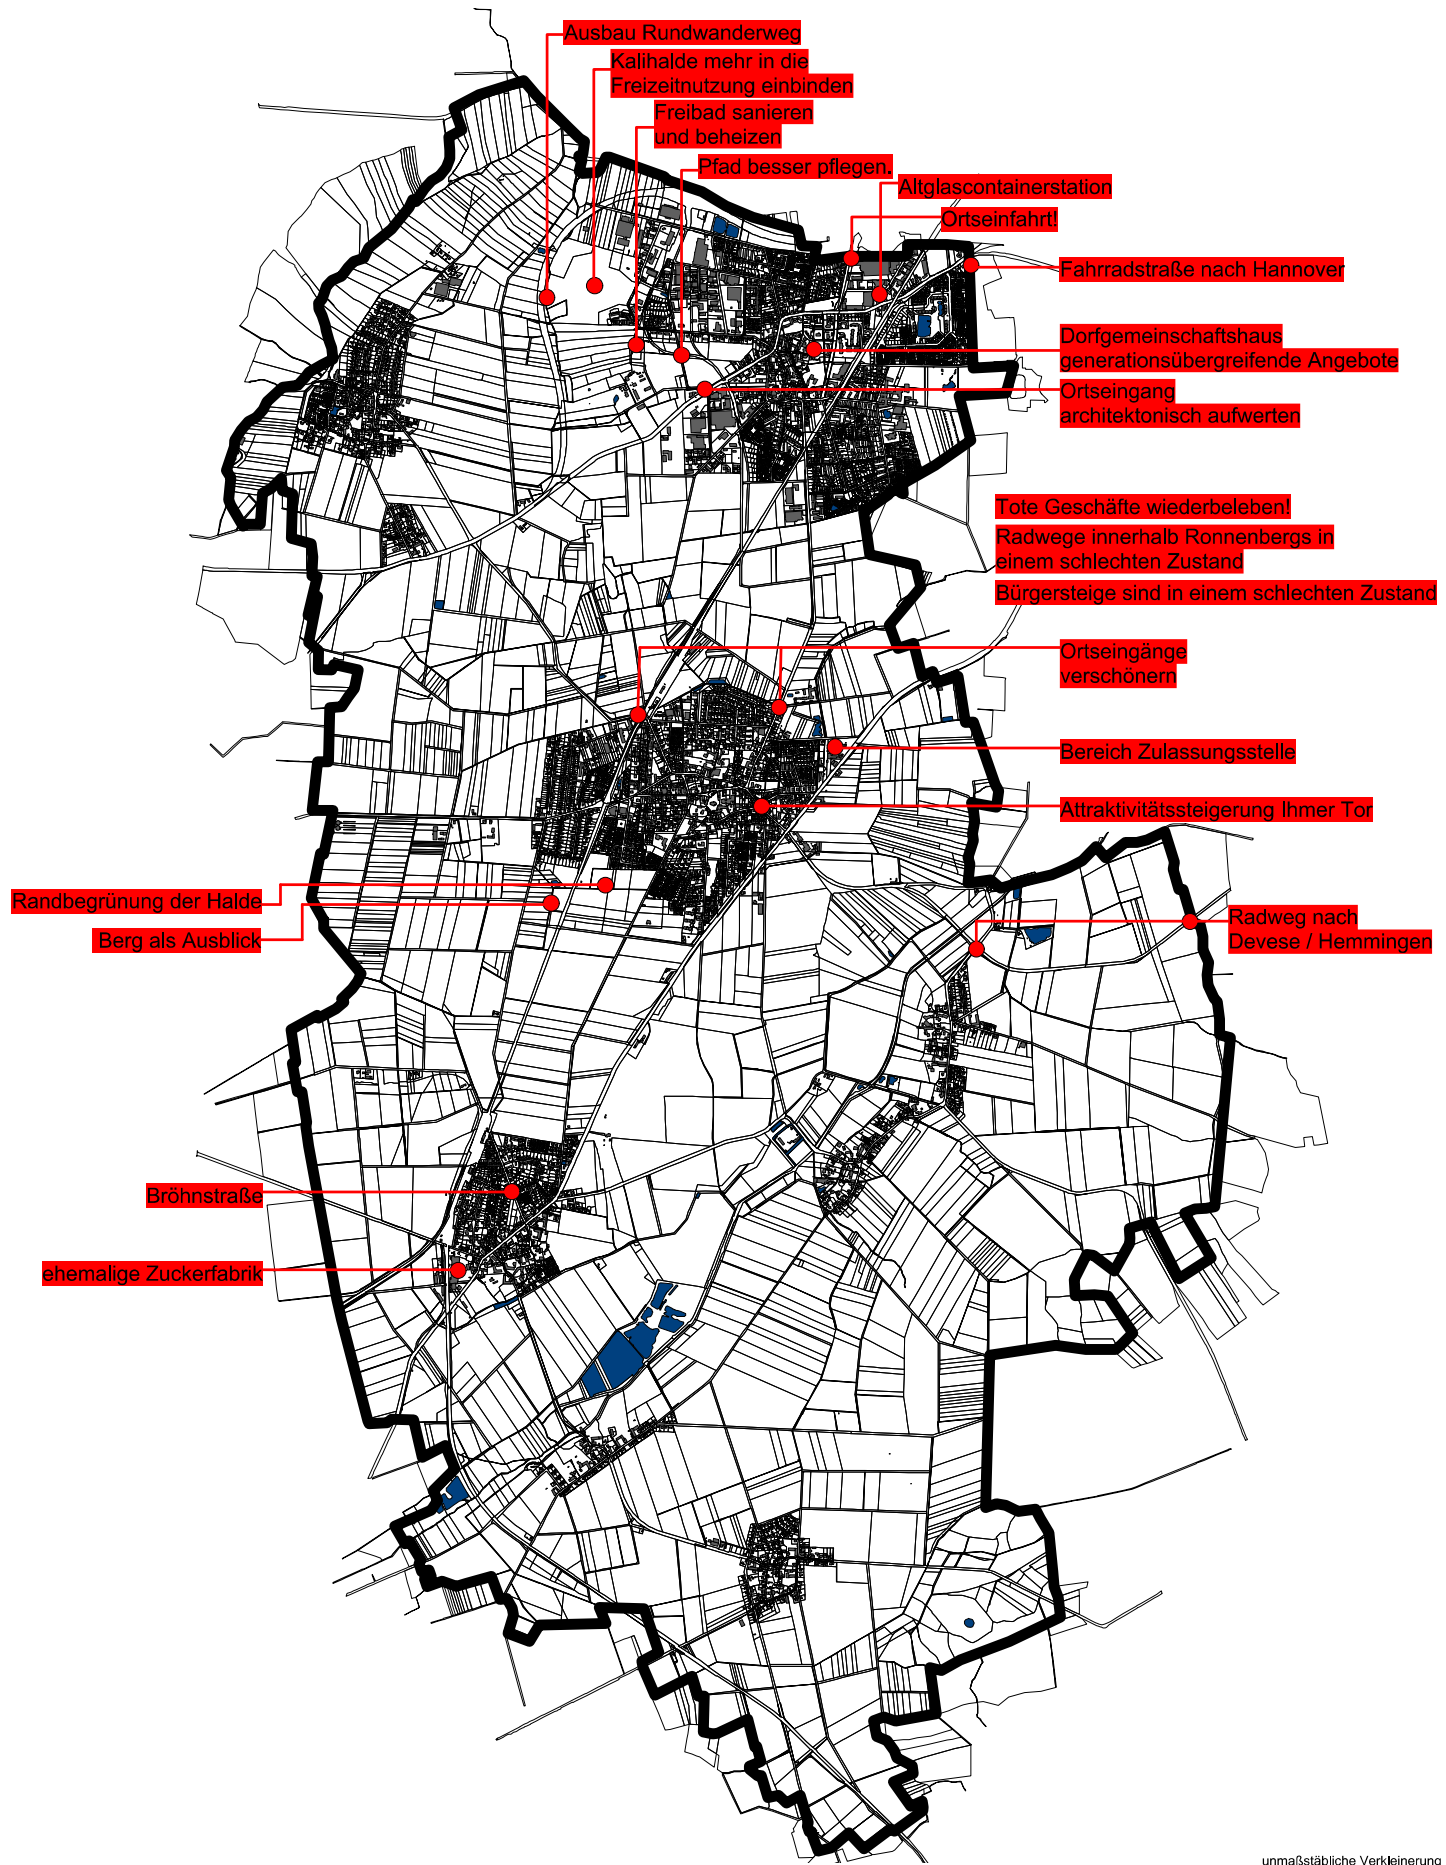 Ausbau Rundwanderweg
Kalihalde mehr in die
Freizeitnutzung einbinden
Freibad sanieren
und beheizen
Pfad besser pflegen.
Altglascontainerstation
Ortseinfahrt!
Fahrradstraße nach Hannover
Dorfgemeinschaftshaus
generationsübergreifende Angebote
Ortseingang
architektonisch aufwerten
Tote Geschäfte wiederbeleben!
Radwege innerhalb Ronnenbergs in
einem schlechten Zustand
Bürgersteige sind in einem schlechten Zustand
Ortseingänge
verschönern
Bereich Zulassungsstelle
Attraktivitätssteigerung Ihmer Tor
Randbegrünung der Halde
Berg als Ausblick
Radweg nach
Devese / Hemmingen
Bröhnstraße
ehemalige Zuckerfabrik
unmaßstäbliche Verkleinerung